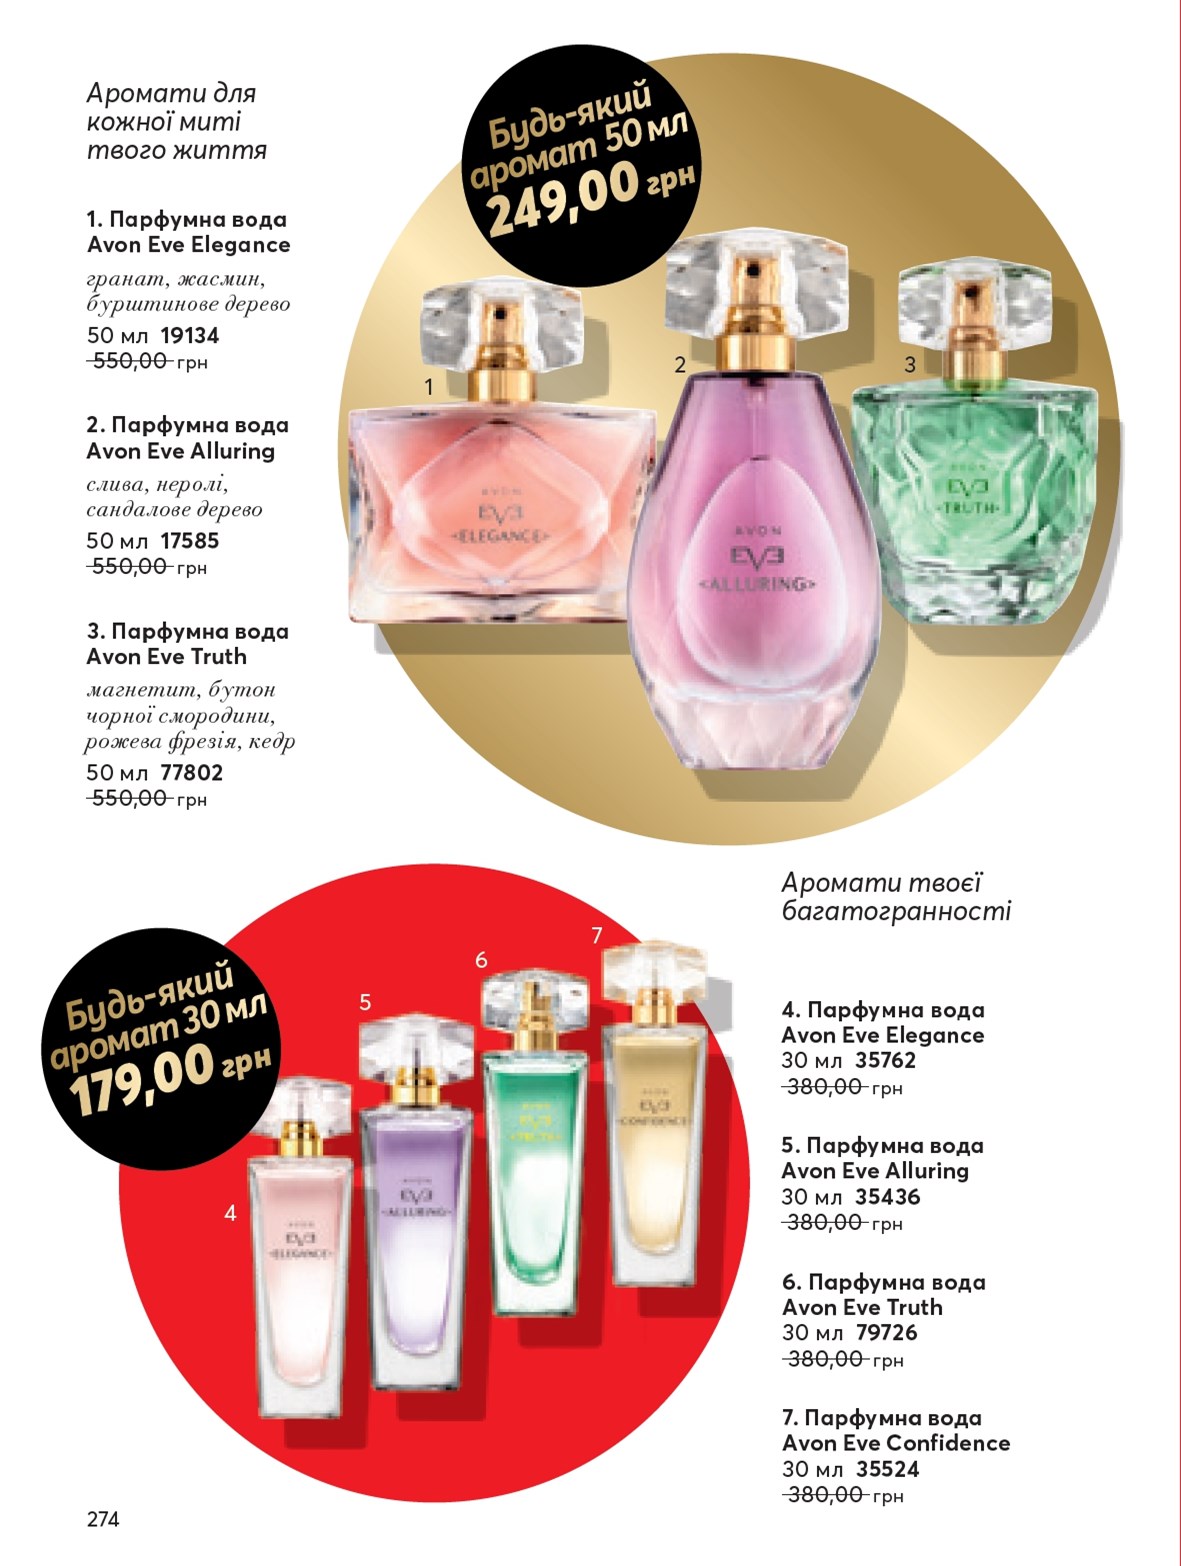 Аромати для
кожної миті
твого життя
Будь-який
аромат 50 мл
249,00 грн
1. Парфумна вода
Avon Eve Elegance
гранат, жасмин,
бурштинове дерево
50 мл 19134
550,00 грн
2. Парфумна вода
Avon Eve Alluring
слива, неролі,
сандалове дерево
50 мл 17585
550,00 грн
3. Парфумна вода
Avon Eve Truth
магнетит, бутон
чорної смородини,
рожева фрезія, кедр
50 мл 77802
550,00 грн
1
AVON
EVE
ELEGANCE
2
AVON
EVE
ALLURING
3
AVON
EVE
TRUTH
Аромати твоєї
багатогранності
Будь-який
аромат 30 мл
179,00 грн
4
AVON
EVE
ELEGANCE
5
AVON
EVE
ALLURING
6
AVON
EVE
TRUTH
7
AVON
EVE
CONFIDENCE
4. Парфумна вода
Avon Eve Elegance
30 мл 35762
380,00 грн
5. Парфумна вода
Avon Eve Alluring
30 мл 35436
380,00 грн
6. Парфумна вода
Avon Eve Truth
30 мл 79726
380,00 грн
7. Парфумна вода
Avon Eve Confidence
30 мл 35524
380,00 грн
274